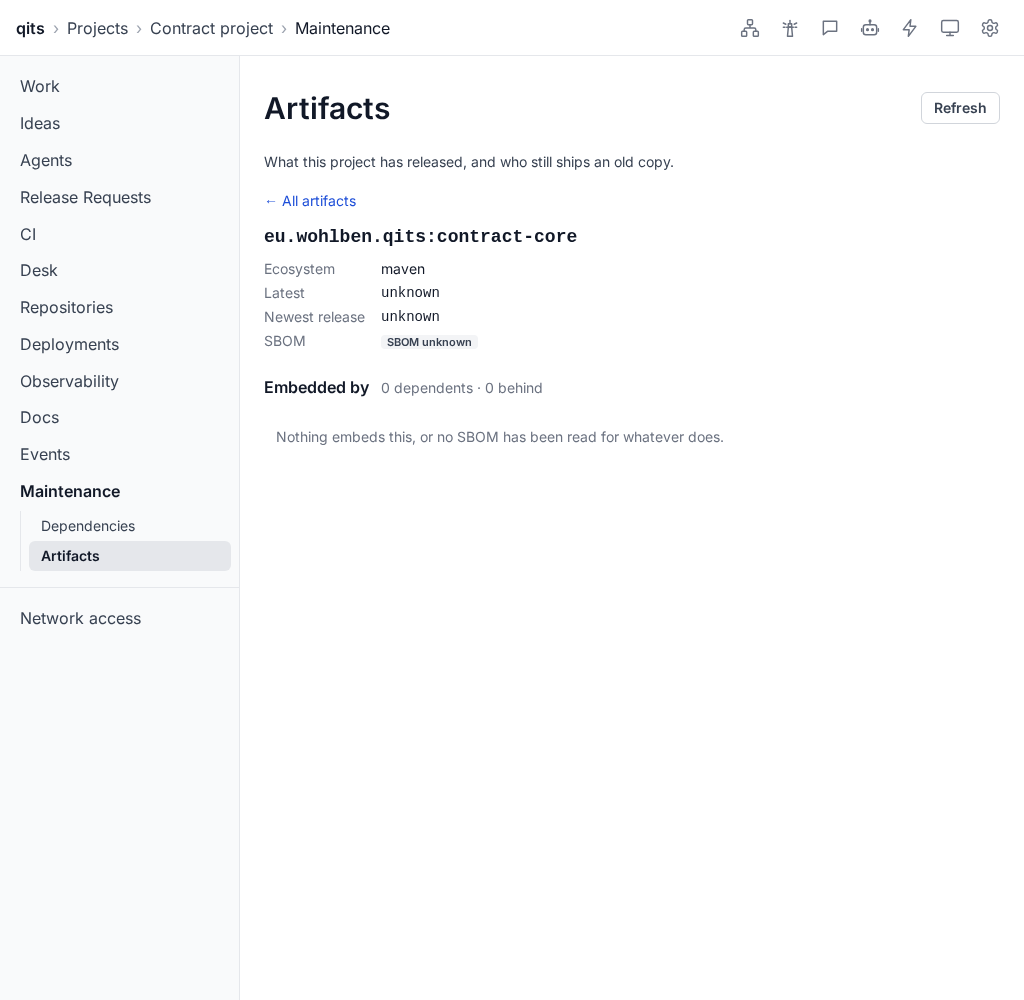 qits › Projects › Contract project › Maintenance
Work
Ideas
Agents
Release Requests
CI
Desk
Repositories
Deployments
Observability
Docs
Events
Maintenance
Dependencies
Artifacts
Network access
Artifacts
Refresh
What this project has released, and who still ships an old copy.
← All artifacts
eu.wohlben.qits:contract-core
Ecosystem maven
Latest unknown
Newest release unknown
SBOM SBOM unknown
Embedded by 0 dependents · 0 behind
Nothing embeds this, or no SBOM has been read for whatever does.